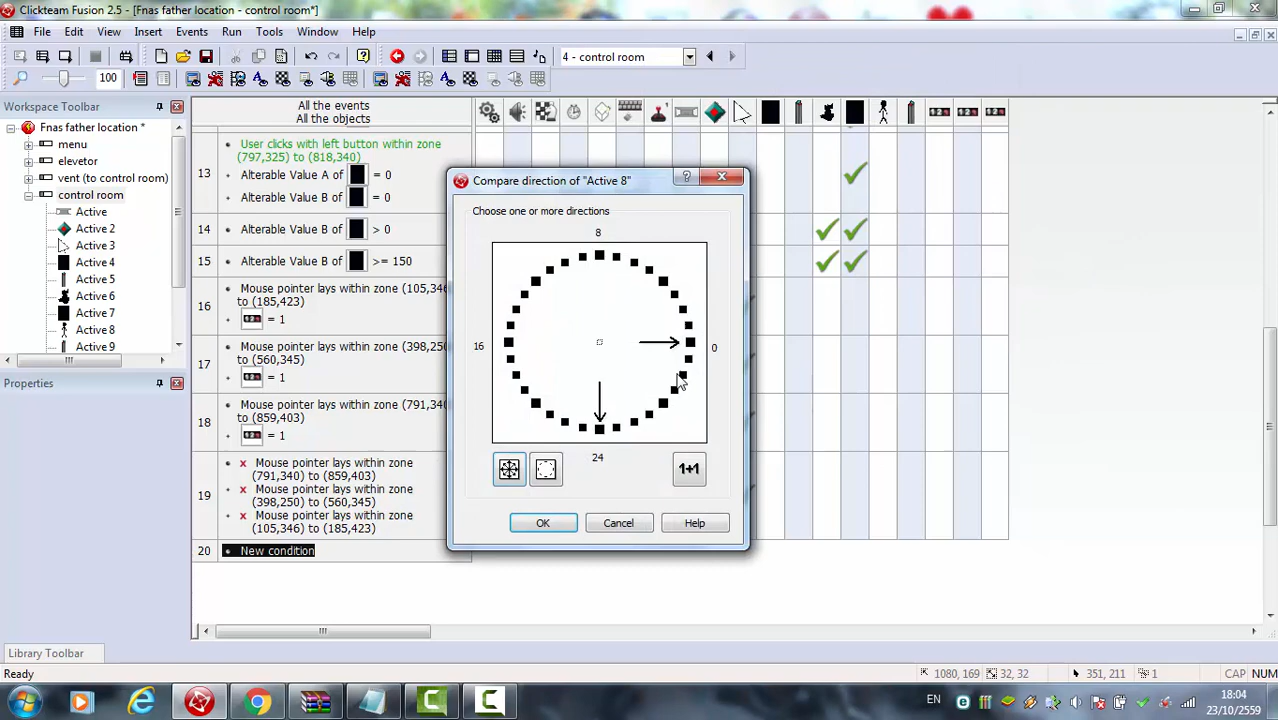 Clickteam Fusion 2.5 - [Fnas father location - control room*]
File Edit View Insert Events Run Tools Window Help
4 - control room
100
Workspace Toolbar
Fnas father location *
menu
elevetor
vent (to control room)
control room
Active
Active 2
Active 3
Active 4
Active 5
Active 6
Active 7
Active 8
Active 9
Properties
Library Toolbar
All the events
All the objects
13
User clicks with left button within zone
(797,325) to (818,340)
Alterable Value A of = 0
Alterable Value B of = 0
14
Alterable Value B of > 0
15
Alterable Value B of >= 150
16
Mouse pointer lays within zone (105,346)
to (185,423)
= 1
17
Mouse pointer lays within zone (398,250)
to (560,345)
= 1
18
Mouse pointer lays within zone (791,340)
to (859,403)
= 1
19
x Mouse pointer lays within zone
(791,340) to (859,403)
x Mouse pointer lays within zone
(398,250) to (560,345)
x Mouse pointer lays within zone
(105,346) to (185,423)
20
New condition
Compare direction of "Active 8"
Choose one or more directions
8
16
0
24
1+1
OK Cancel Help
Ready
1080, 169
32, 32
351, 211
1
CAP NUM
EN
18:04
23/10/2559